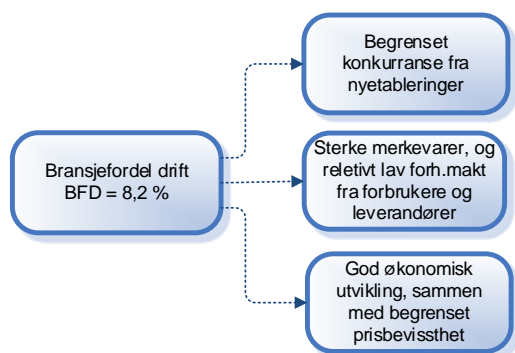 Begrenset
konkurranse fra
nyetableringer
Bransjefordel drift
BFD = 8,2 %
Sterke merkevarer, og
reletivt lav forh.makt
fra forbrukere og
leverandører
God økonomisk
utvikling, sammen
med begrenset
prisbevissthet